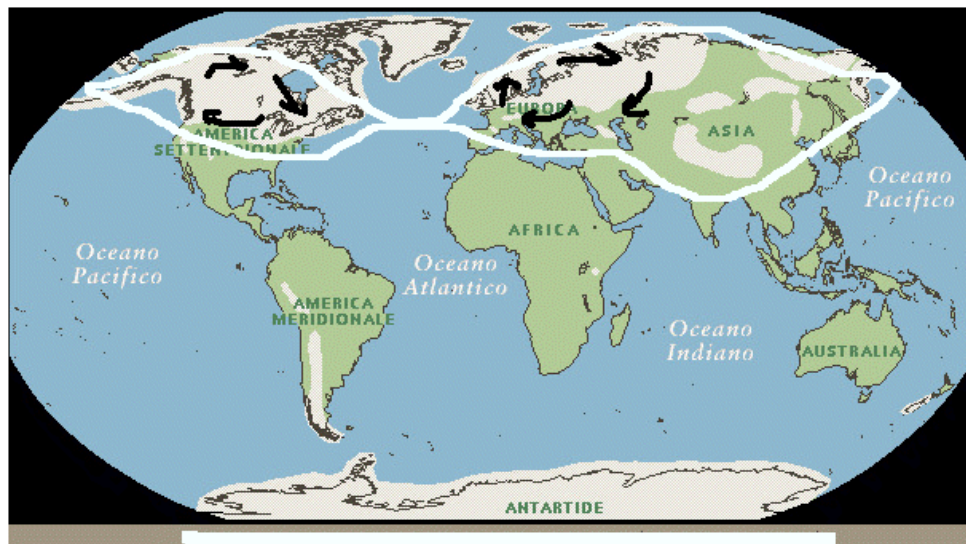 EUROPA
AMERICA
SETTENTRIONALE
ASIA
Oceano
Pacifico
AFRICA
Oceano
Pacifico
Oceano
Atlantico
AMERICA
MERIDIONALE
Oceano
Indiano
AUSTRALIA
ANTARTIDE